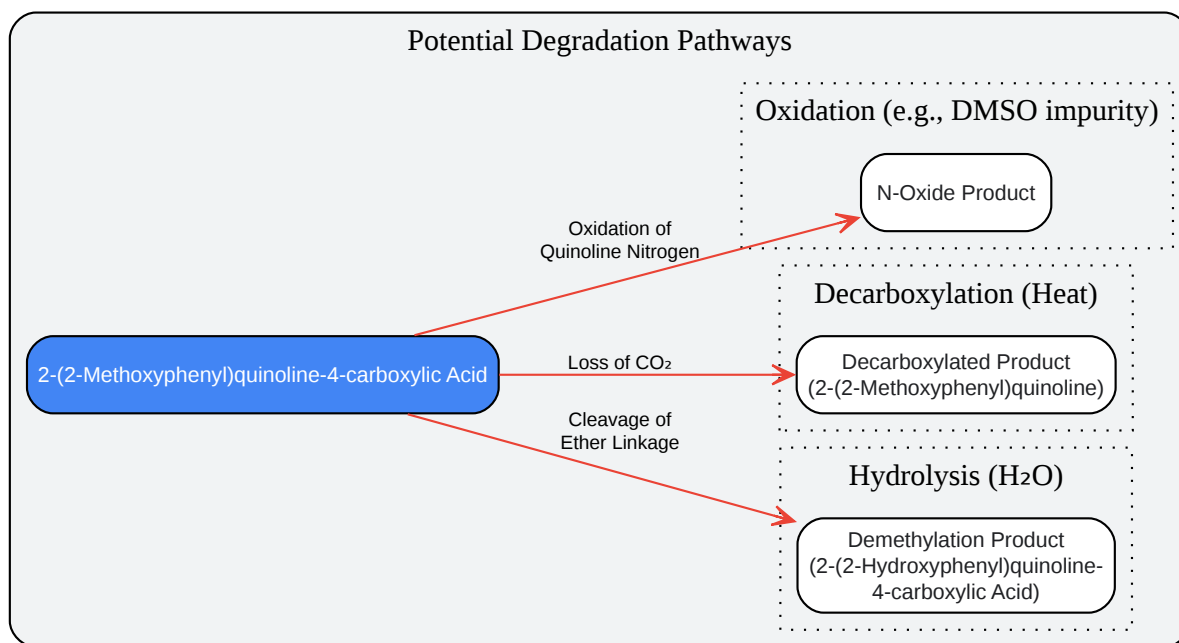 Potential Degradation Pathways
Oxidation (e.g., DMSO impurity)
N-Oxide Product
Oxidation of
Quinoline Nitrogen
Decarboxylation (Heat)
2-(2-Methoxyphenyl)quinoline-4-carboxylic Acid
Loss of CO₂
Decarboxylated Product
(2-(2-Methoxyphenyl)quinoline)
Cleavage of
Ether Linkage
Hydrolysis (H₂O)
Demethylation Product
(2-(2-Hydroxyphenyl)quinoline-
4-carboxylic Acid)